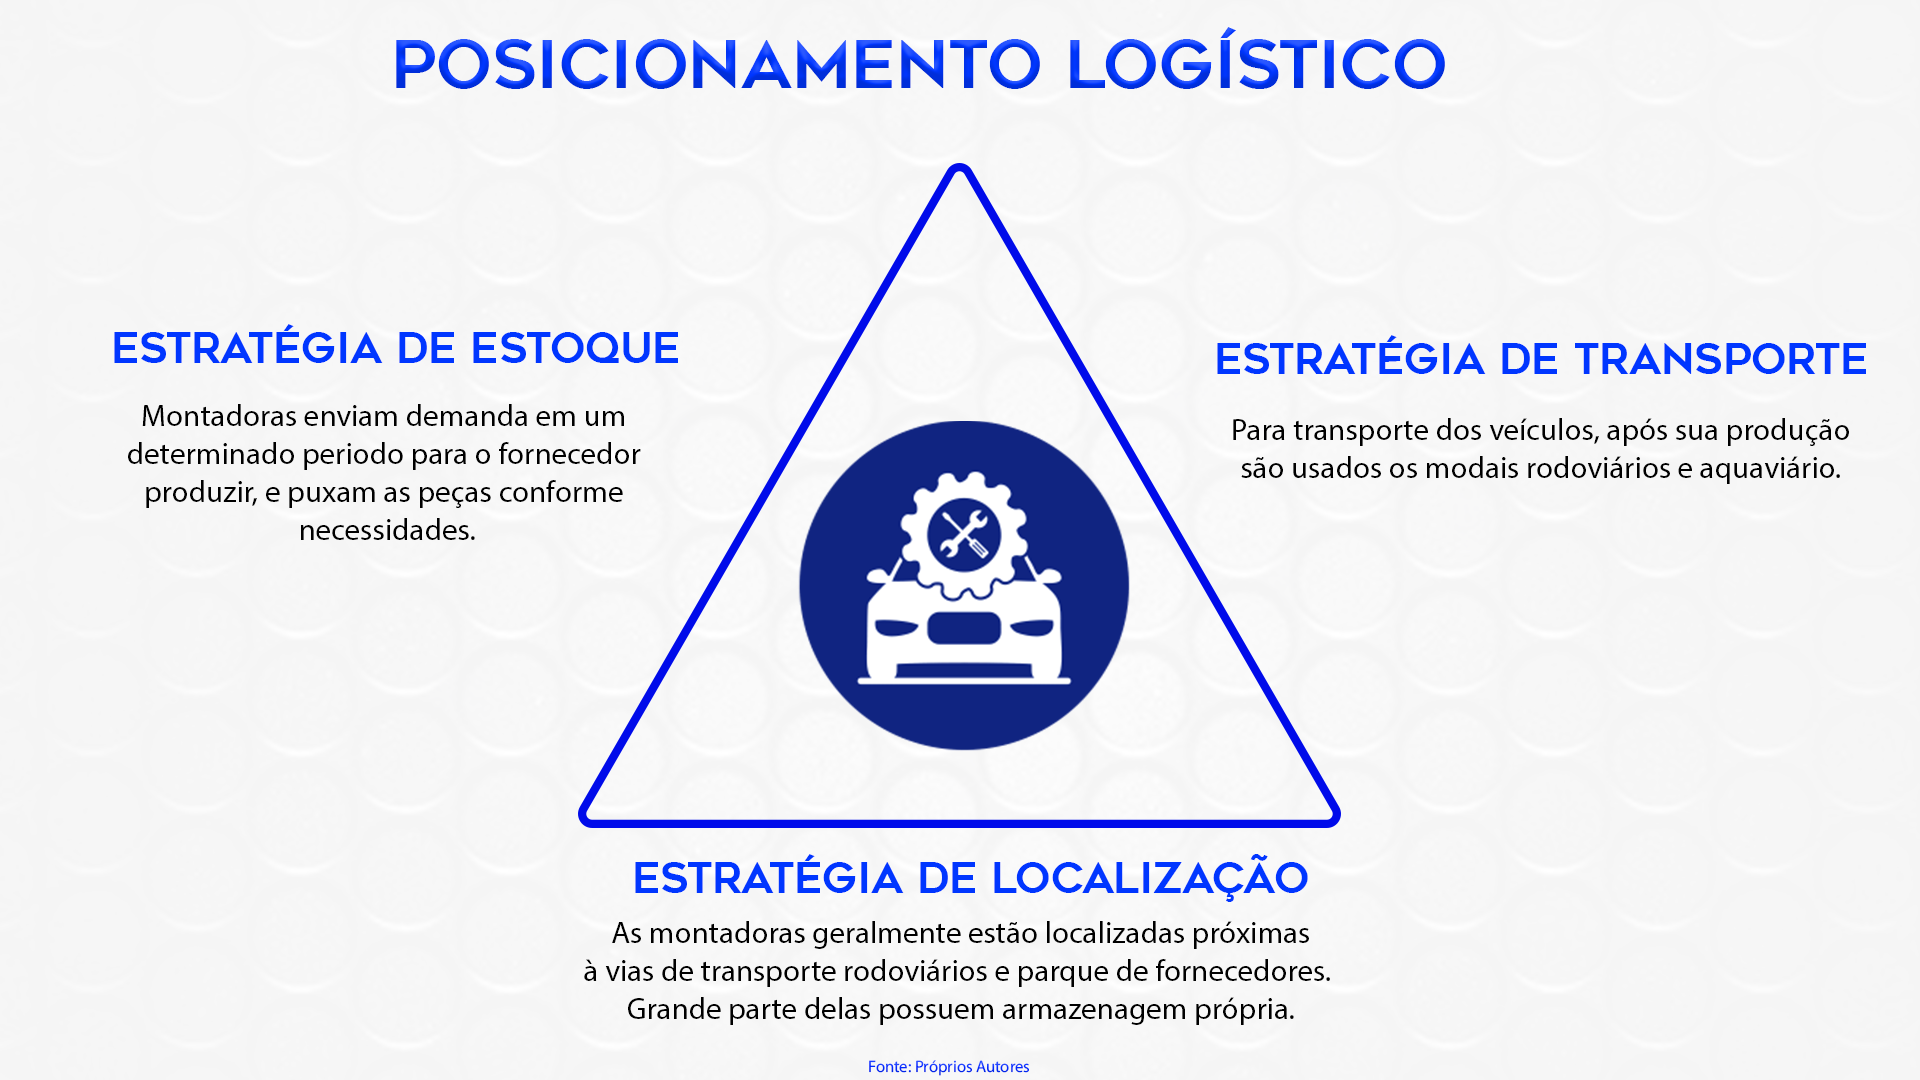 POSICIONAMENTO LOGÍSTICO
ESTRATÉGIA DE ESTOQUE
Montadoras enviam demanda em um
determinado periodo para o fornecedor
produzir, e puxam as peças conforme
necessidades.
ESTRATÉGIA DE TRANSPORTE
Para transporte dos veículos, após sua produção
são usados os modais rodoviários e aquaviário.
ESTRATÉGIA DE LOCALIZAÇÃO
As montadoras geralmente estão localizadas próximas
à vias de transporte rodoviários e parque de fornecedores.
Grande parte delas possuem armazenagem própria.
Fonte: Próprios Autores